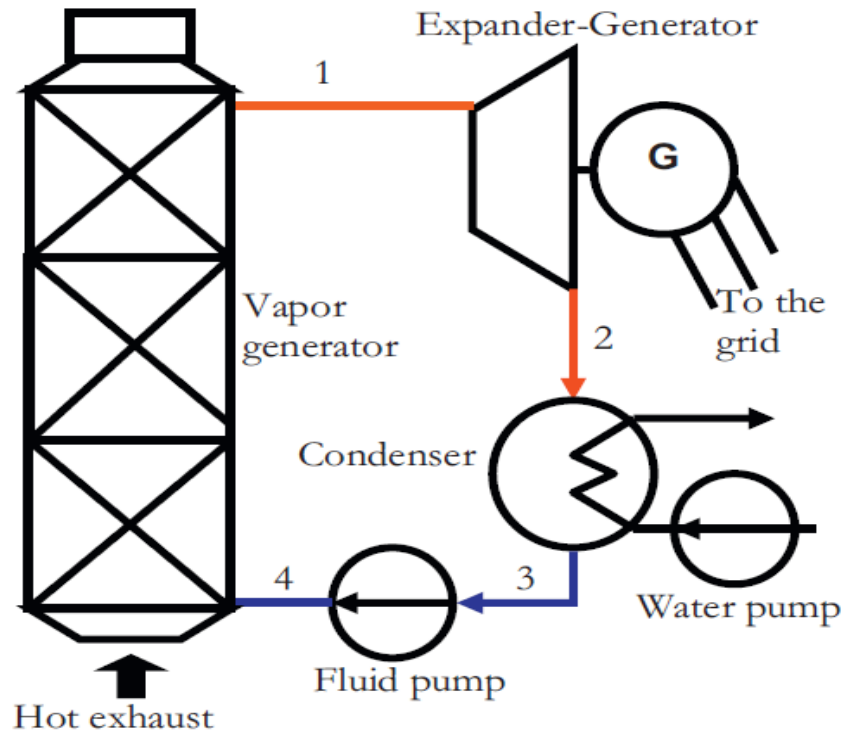 Expander-Generator
1
G
Vapor
generator
To the
grid
2
Condenser
4
3
Water pump
Fluid pump
Hot exhaust